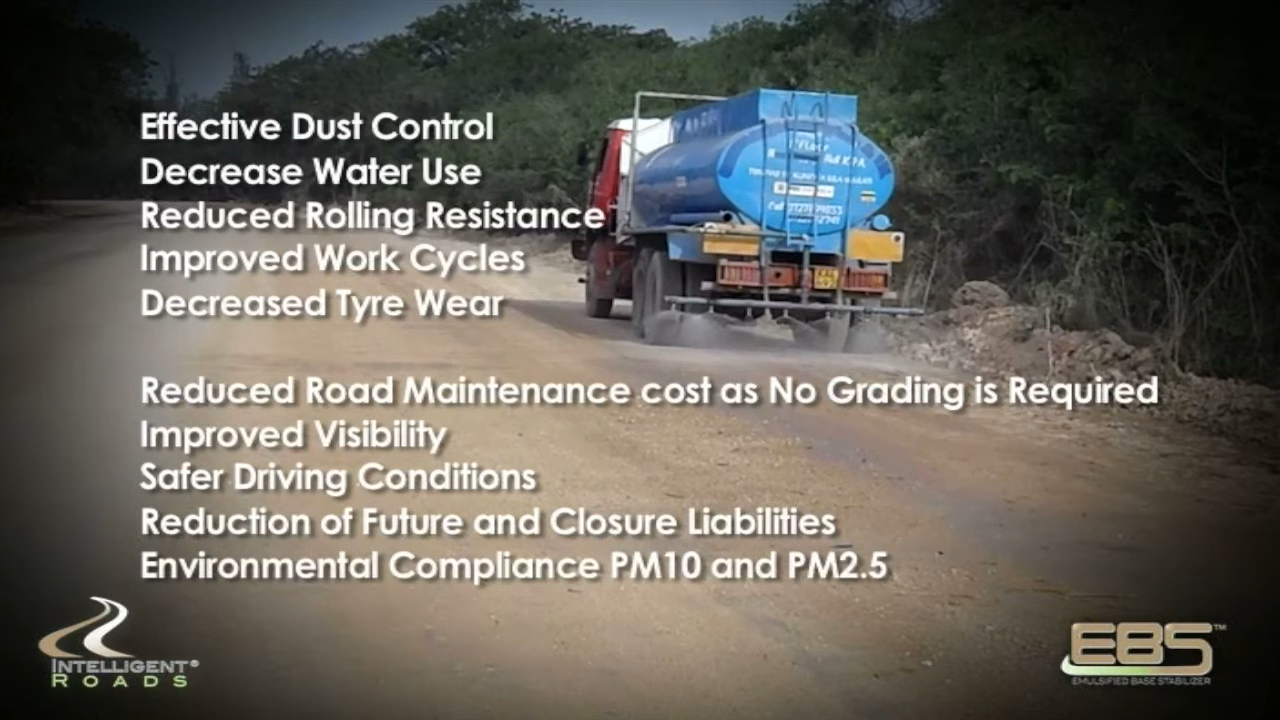 Effective Dust Control
Decrease Water Use
Reduced Rolling Resistance
Improved Work Cycles
Decreased Tyre Wear
Reduced Road Maintenance cost as No Grading is Required
Improved Visibility
Safer Driving Conditions
Reduction of Future and Closure Liabilities
Environmental Compliance PM10 and PM2.5
INTELLIGENT®
ROADS
EBS™
EMULSIFIED BASE STABILIZER